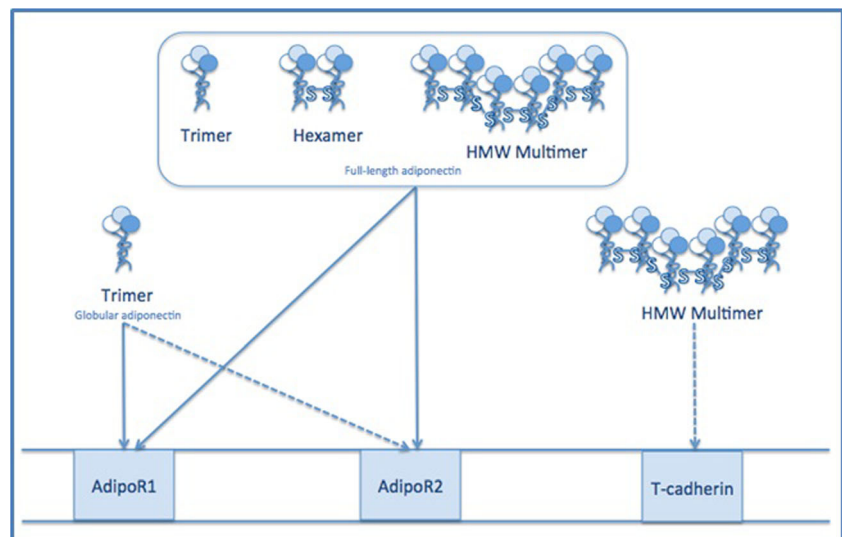 Trimer
Hexamer
S-S
HMW Multimer
S S-S-S S
Full-length adiponectin
Trimer
Globular adiponectin
S-S S S-S-S S S-S
HMW Multimer
AdipoR1
AdipoR2
T-cadherin